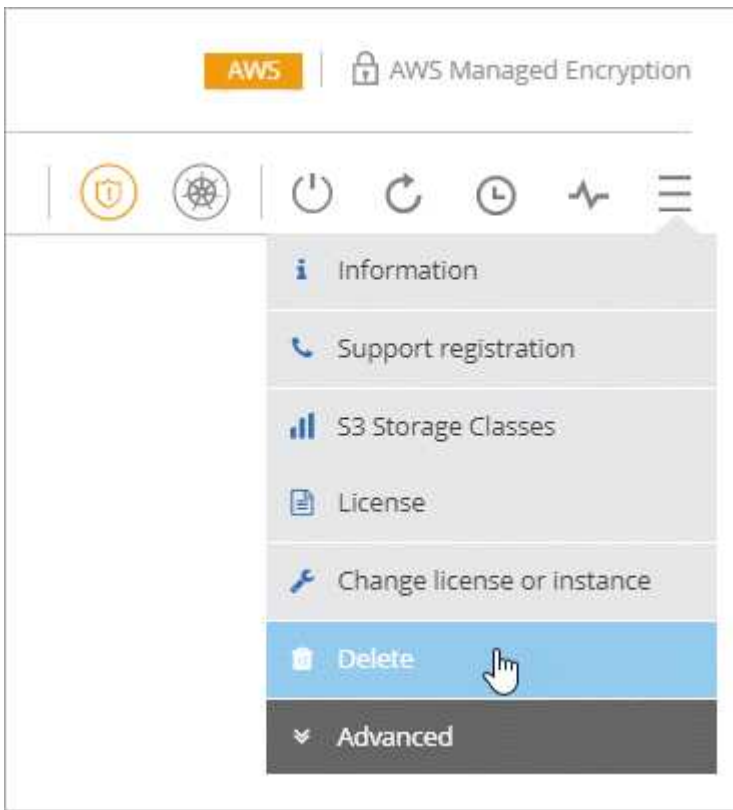 AWS
AWS Managed Encryption
Information
Support registration
S3 Storage Classes
License
Change license or instance
Delete
Advanced